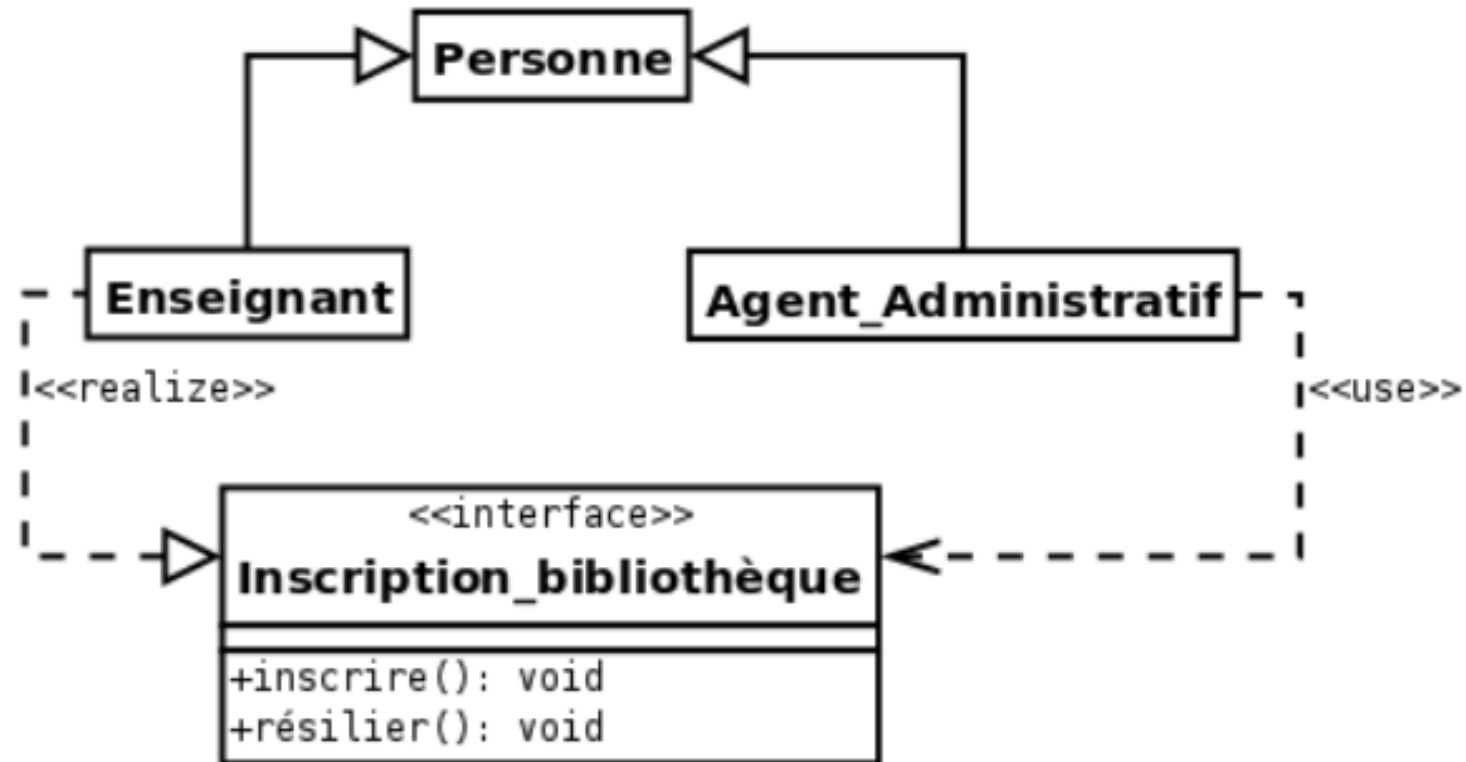 Personne
Enseignant
Agent_Administratif
<<realize>>
<<use>>
<<interface>>
Inscription_bibliothèque
+inscrire(): void
+résilier(): void